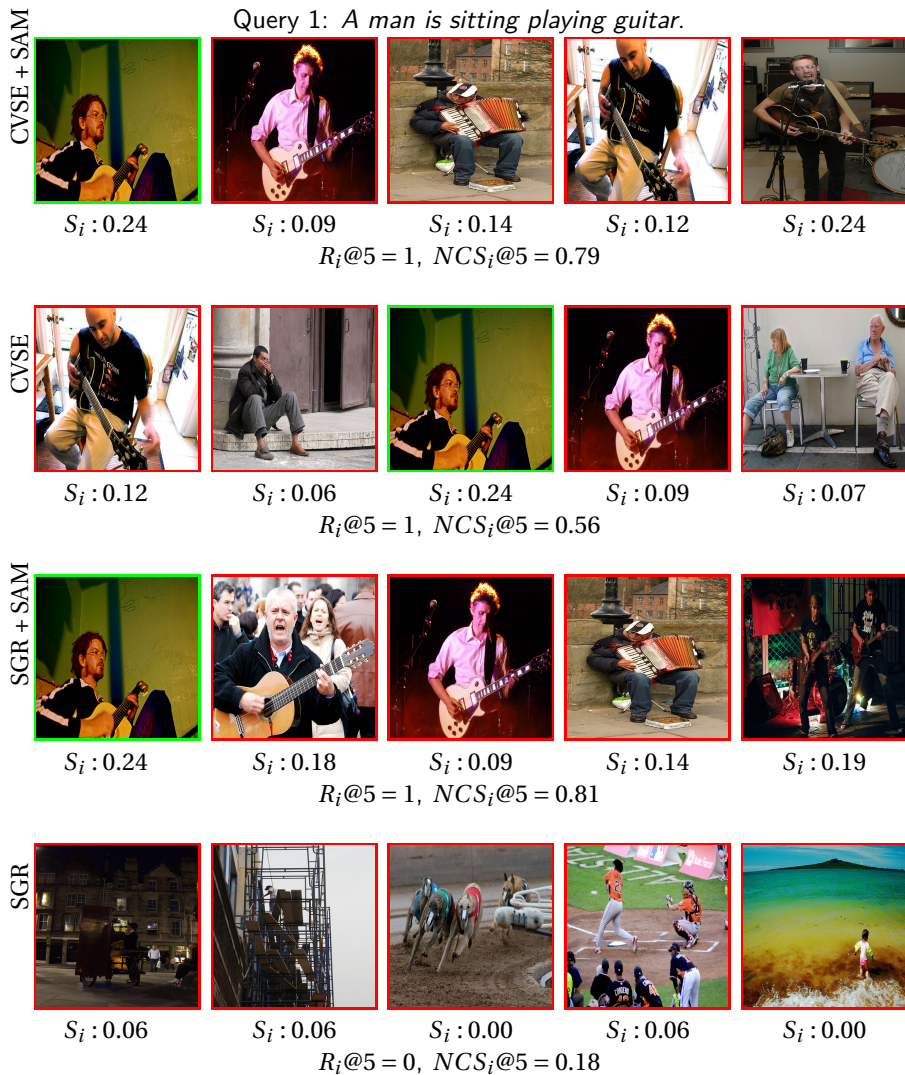 Query 1: A man is sitting playing guitar.
CVSE + SAM
S_i : 0.24 S_i : 0.09 S_i : 0.14 S_i : 0.12 S_i : 0.24
R_i@5 = 1, NCS_i@5 = 0.79
CVSE
S_i : 0.12 S_i : 0.06 S_i : 0.24 S_i : 0.09 S_i : 0.07
R_i@5 = 1, NCS_i@5 = 0.56
SGR + SAM
S_i : 0.24 S_i : 0.18 S_i : 0.09 S_i : 0.14 S_i : 0.19
R_i@5 = 1, NCS_i@5 = 0.81
SGR
S_i : 0.06 S_i : 0.06 S_i : 0.00 S_i : 0.06 S_i : 0.00
R_i@5 = 0, NCS_i@5 = 0.18